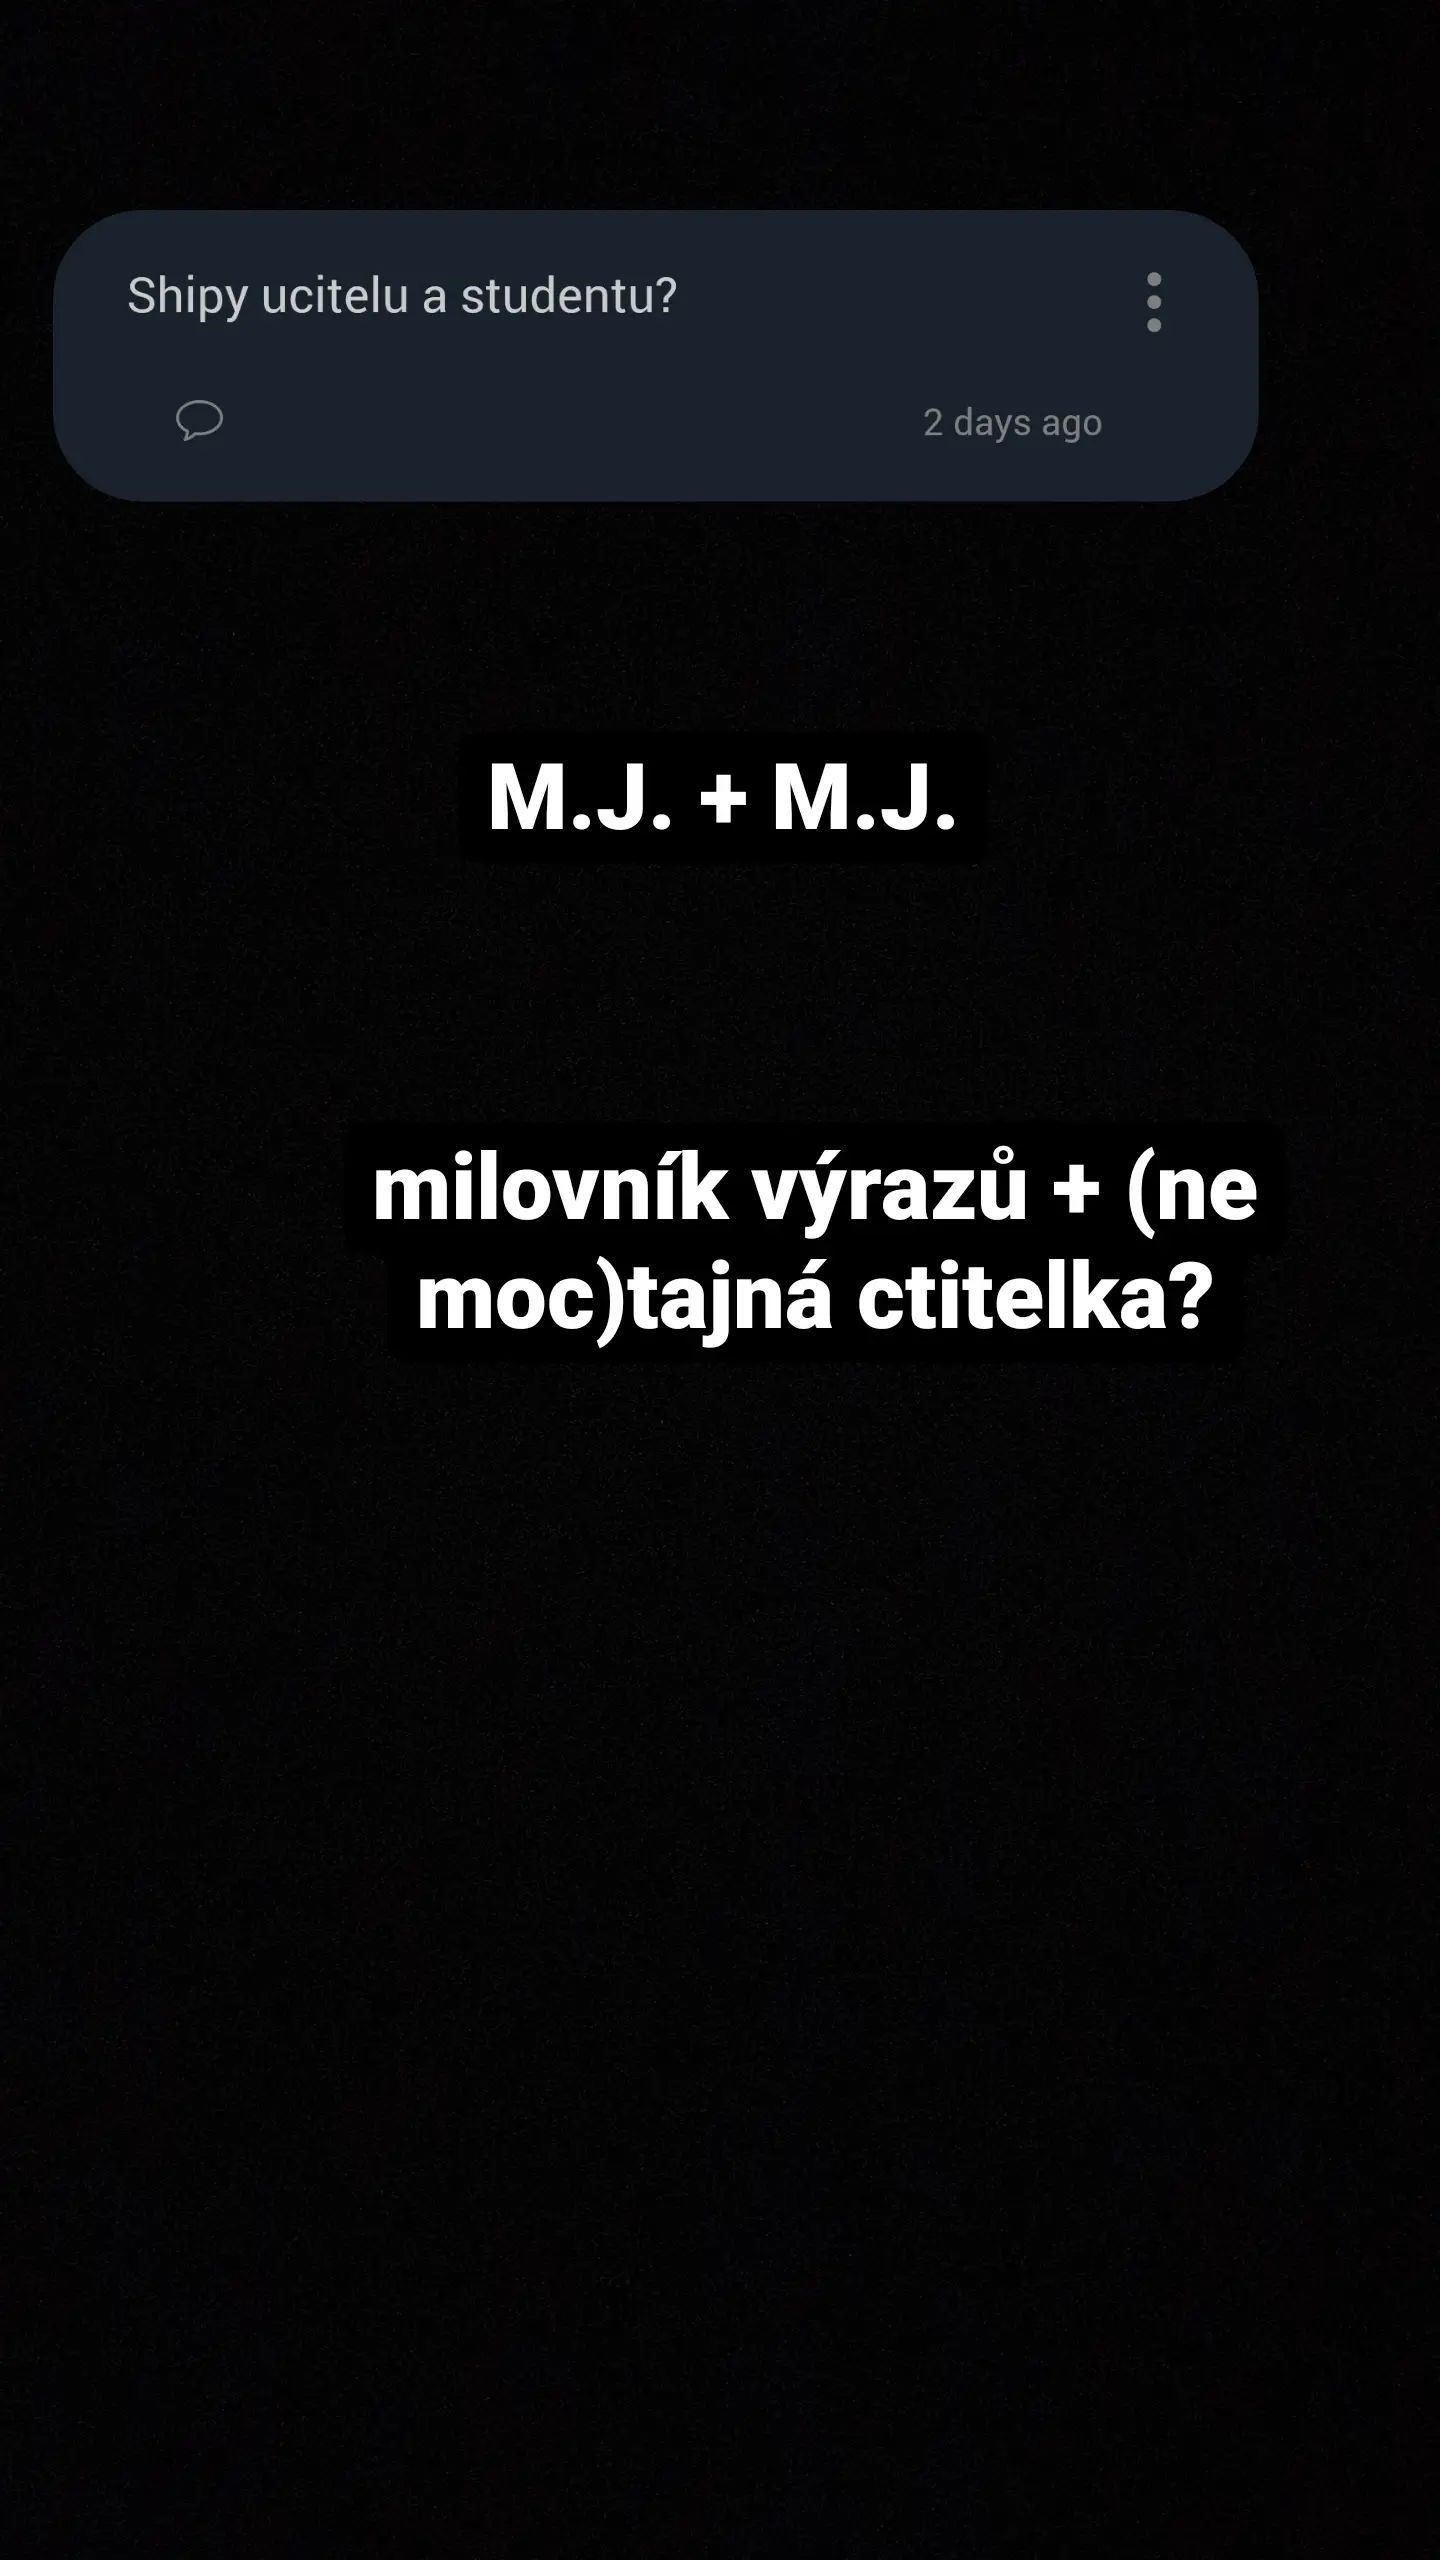 Shipy ucitelu a studentu?
2 days ago
M.J. + M.J.
milovník výrazů + (ne
moc)tajná ctitelka?